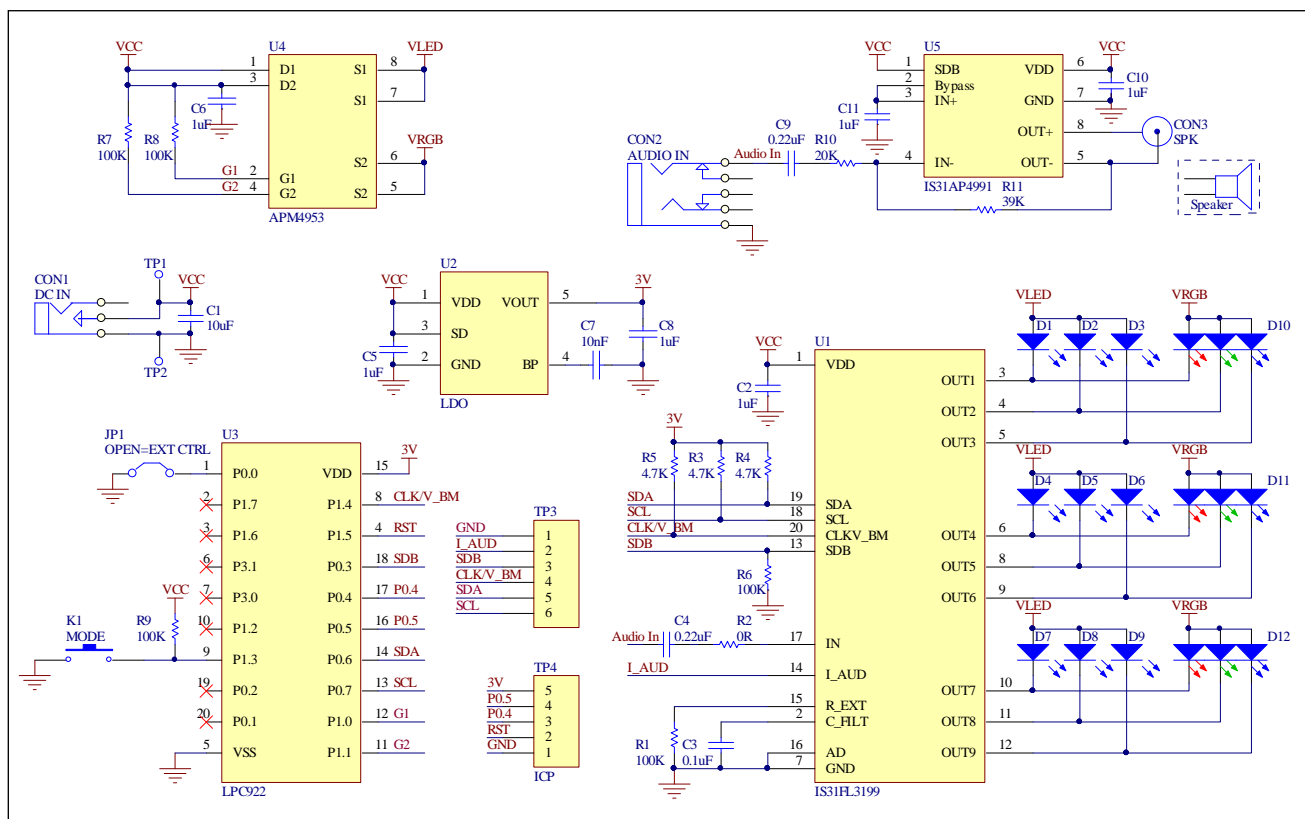 VCC
U4
VLED
1
3
D1
D2
S1
S1
8
7
C6
1uF
R7
100K
R8
100K
VRGB
G1
G2
2
4
G1
G2
S2
S2
6
5
APM4953
VCC
U5
VCC
1
2
3
SDB
Bypass
IN+
VDD
GND
6
7
C10
1uF
C11
1uF
C9
0.22uF
R10
20K
OUT+
8
CON3
SPK
CON2
AUDIO IN
Audio In
4
IN-
OUT-
5
IS31AP4991
R11
39K
Speaker
TP1
CON1
DC IN
VCC
C1
10uF
TP2
U2
VCC
3V
1
VDD
VOUT
5
3
SD
C7
10nF
C8
1uF
C5
1uF
2
GND
BP
4
LDO
JP1
OPEN=EXT CTRL
U3
3V
1
P0.0
VDD
15
2
P1.7
P1.4
8
CLK/V_BM
3
P1.6
P1.5
4
RST
6
P3.1
P0.3
18
SDB
7
P3.0
P0.4
17
P0.4
VCC
10
P1.2
P0.5
16
P0.5
K1
MODE
R9
100K
9
P1.3
P0.6
14
SDA
19
P0.2
P0.7
13
SCL
20
P0.1
P1.0
12
G1
5
VSS
P1.1
11
G2
LPC922
TP3
GND
1
I_AUD
2
SDB
3
CLK/V_BM
4
SDA
5
SCL
6
TP4
3V
5
P0.5
4
P0.4
3
RST
2
GND
1
ICP
U1
VCC
1
VDD
C2
1uF
3V
R5
4.7K
R3
4.7K
R4
4.7K
SDA
19
SDA
SCL
18
SCL
CLK/V_BM
20
CLKV_BM
SDB
13
SDB
R6
100K
C4
0.22uF
R2
0R
Audio In
17
IN
I_AUD
14
I_AUD
15
R_EXT
2
C_FILT
R1
100K
C3
0.1uF
16
AD
7
GND
IS31FL3199
OUT1
3
OUT2
4
OUT3
5
OUT4
6
OUT5
8
OUT6
9
OUT7
10
OUT8
11
OUT9
12
VLED
VRGB
D1
D2
D3
D10
VLED
VRGB
D4
D5
D6
D11
VLED
VRGB
D7
D8
D9
D12